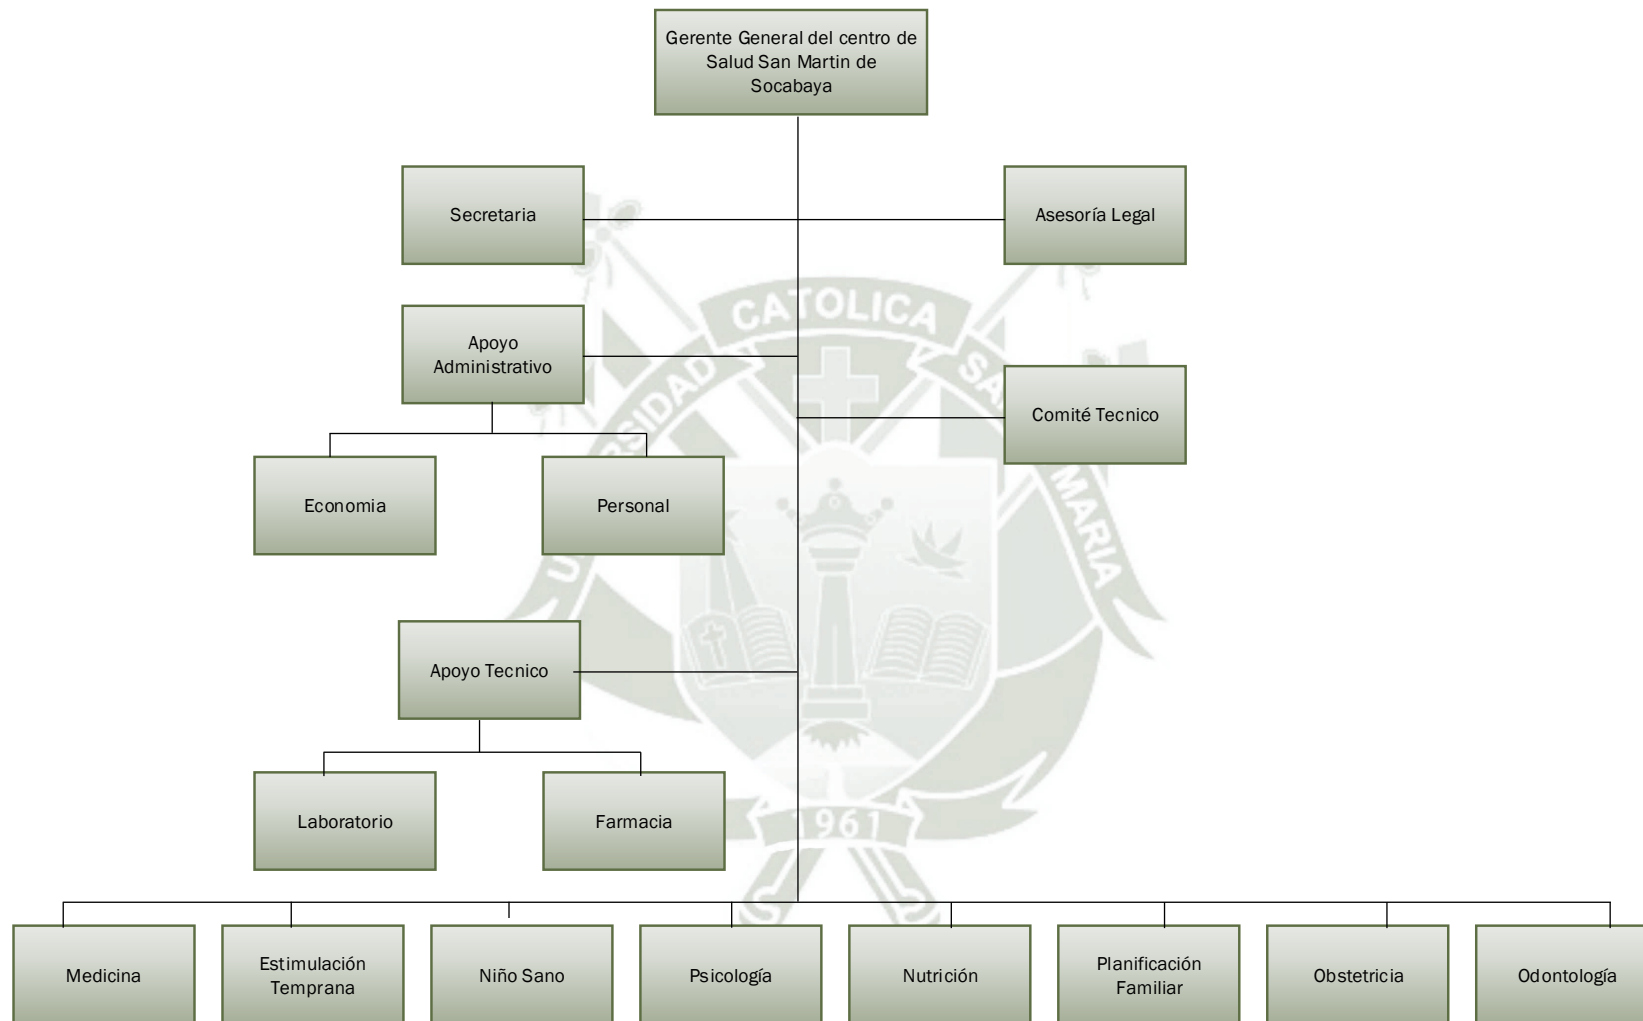 Gerente General del centro de
Salud San Martin de
Socabaya
Secretaria
Asesoría Legal
Apoyo
Administrativo
Comité Tecnico
Economia
Personal
Apoyo Tecnico
Laboratorio
Farmacia
Medicina
Estimulación
Temprana
Niño Sano
Psicología
Nutrición
Planificación
Familiar
Obstetricia
Odontología
CATOLICA
MARIA
1961